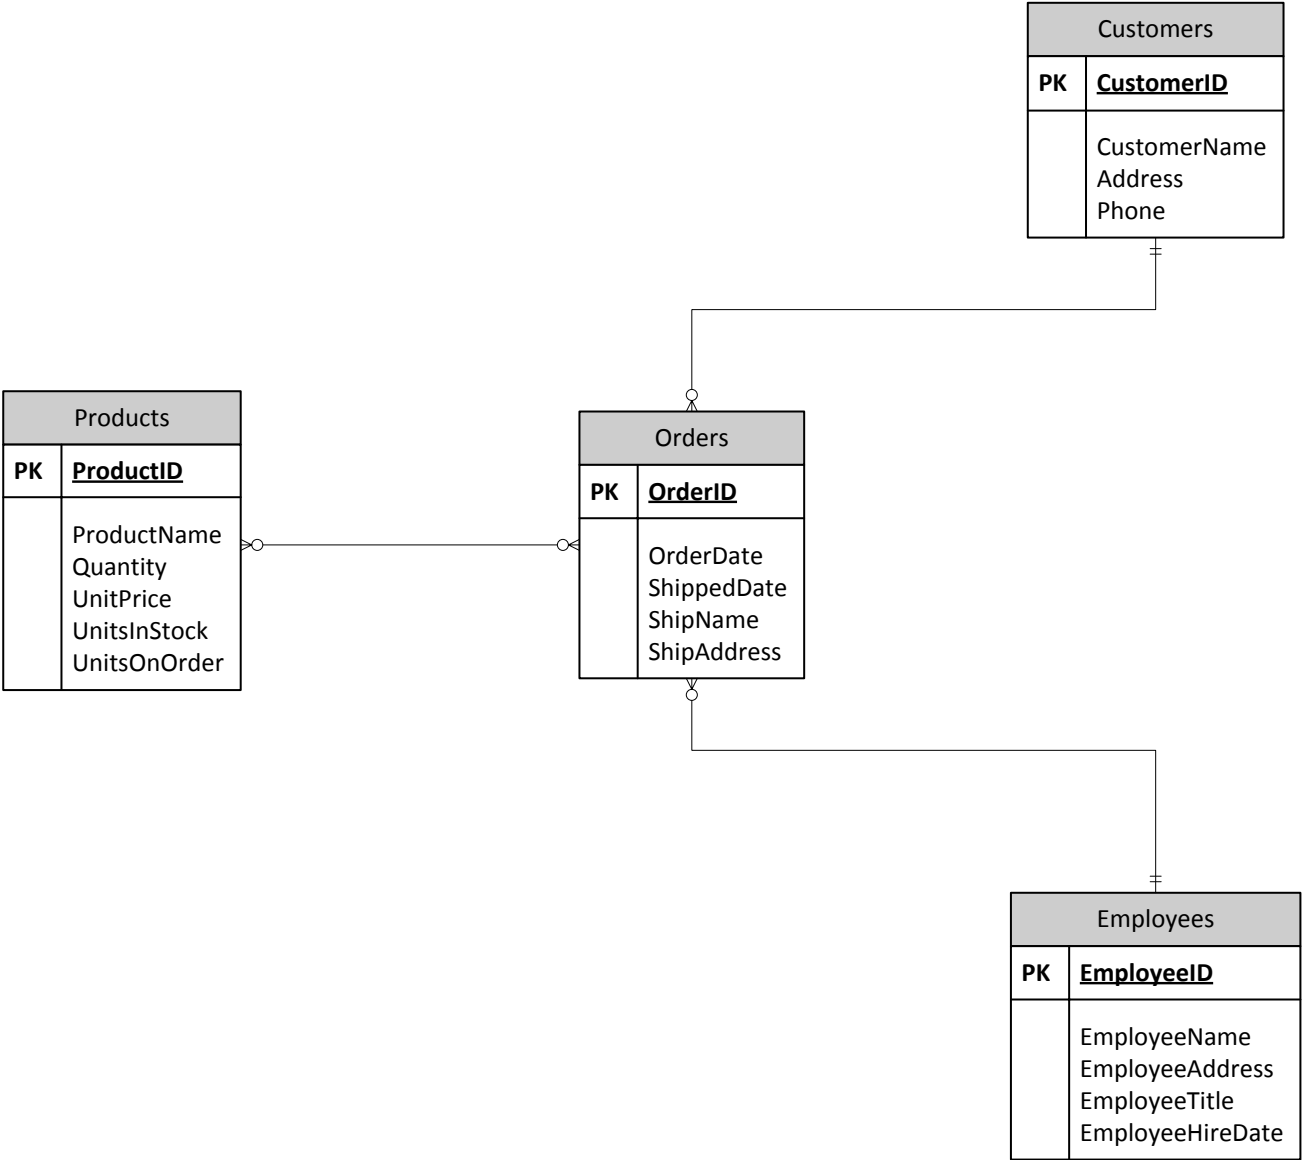 Customers
PK CustomerID
CustomerName
Address
Phone
Products
PK ProductID
ProductName
Quantity
UnitPrice
UnitsInStock
UnitsOnOrder
Orders
PK OrderID
OrderDate
ShippedDate
ShipName
ShipAddress
Employees
PK EmployeeID
EmployeeName
EmployeeAddress
EmployeeTitle
EmployeeHireDate